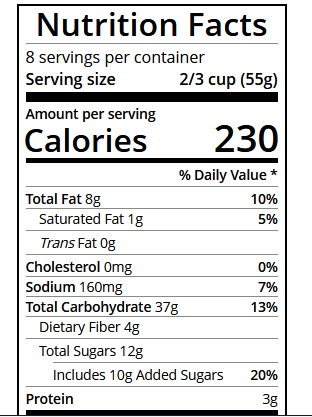 Nutrition Facts
8 servings per container
Serving size 2/3 cup (55g)
Amount per serving
Calories 230
% Daily Value *
Total Fat 8g 10%
Saturated Fat 1g 5%
Trans Fat 0g
Cholesterol 0mg 0%
Sodium 160mg 7%
Total Carbohydrate 37g 13%
Dietary Fiber 4g
Total Sugars 12g
Includes 10g Added Sugars 20%
Protein 3g